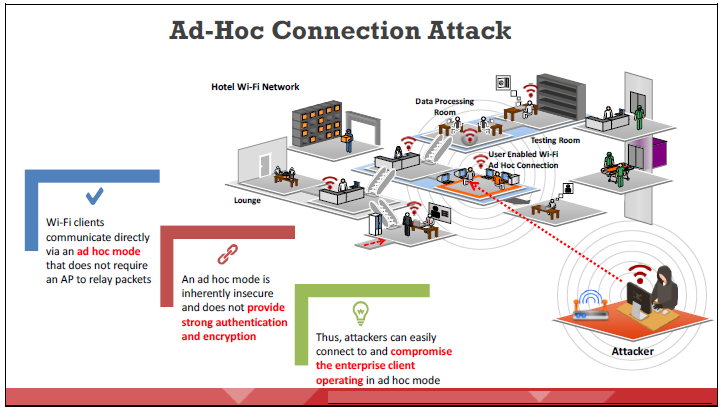 Ad-Hoc Connection Attack
Hotel Wi-Fi Network
Data Processing
Room
Testing Room
User Enabled Wi-Fi
Ad Hoc Connection
Lounge
Wi-Fi clients
communicate directly
via an ad hoc mode
that does not require
an AP to relay packets
An ad hoc mode is
inherently insecure
and does not provide
strong authentication
and encryption
Thus, attackers can easily
connect to and compromise
the enterprise client
operating in ad hoc mode
Attacker